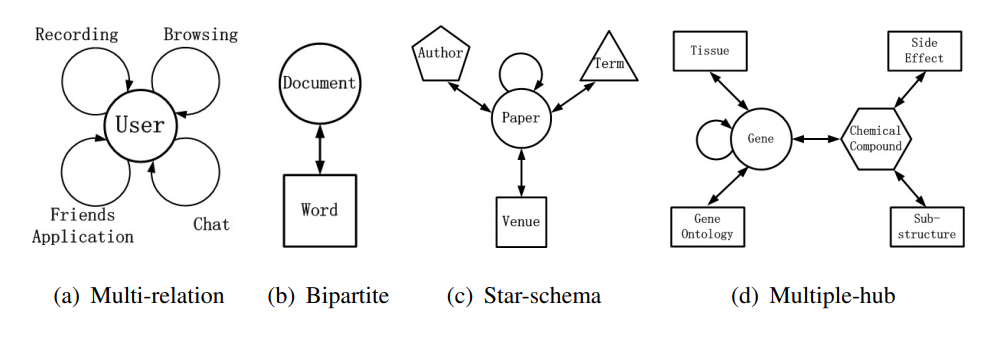 Recording
Browsing
User
Friends
Application
Chat
Document
Word
Author
Term
Paper
Venue
Tissue
Side
Effect
Gene
Chemical
Compound
Gene
Ontology
Sub-
structure
(a) Multi-relation
(b) Bipartite
(c) Star-schema
(d) Multiple-hub